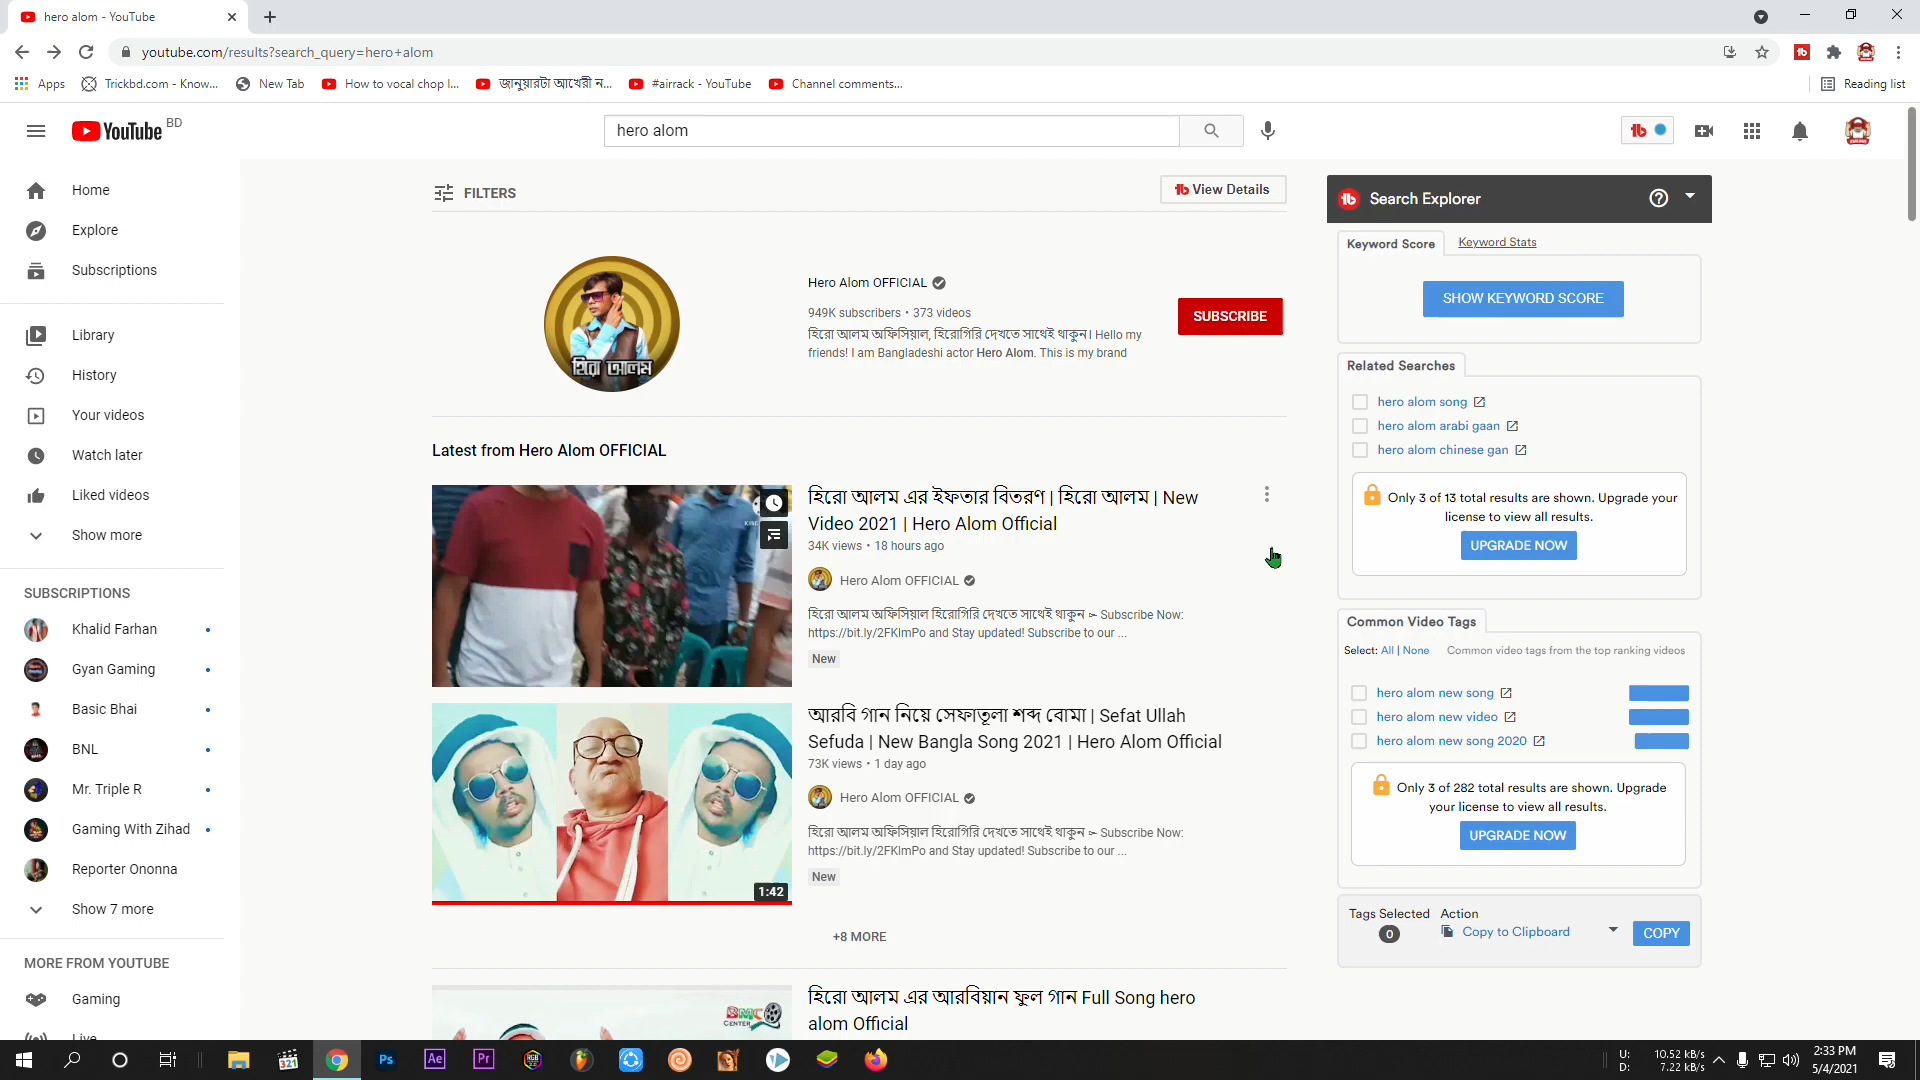 hero alom - YouTube
youtube.com/results?search_query=hero+alom
Apps
Trickbd.com - Know...
New Tab
How to vocal chop I...
জানুয়ারটা আখেরী ন...
#airrack - YouTube
Channel comments...
Reading list
YouTube BD
hero alom
Home
Explore
Subscriptions
Library
History
Your videos
Watch later
Liked videos
Show more
SUBSCRIPTIONS
Khalid Farhan
Gyan Gaming
Basic Bhai
BNL
Mr. Triple R
Gaming With Zihad
Reporter Ononna
Show 7 more
MORE FROM YOUTUBE
Gaming
Live
FILTERS
View Details
হিরো আলম
Hero Alom OFFICIAL
949K subscribers • 373 videos
হিরো আলম অফিসিয়াল, হিরোগিরি দেখতে সাথেই থাকুন। Hello my
friends! I am Bangladeshi actor Hero Alom. This is my brand
SUBSCRIBE
Latest from Hero Alom OFFICIAL
হিরো আলম এর ইফতার বিতরণ | হিরো আলম | New
Video 2021 | Hero Alom Official
34K views • 18 hours ago
Hero Alom OFFICIAL
হিরো আলম অফিসিয়াল হিরোগিরি দেখতে সাথেই থাকুন ➳ Subscribe Now:
https://bit.ly/2FKlmPo and Stay updated! Subscribe to our ...
New
আরবি গান নিয়ে সেফাতুলা শব্দ বোমা | Sefat Ullah
Sefuda | New Bangla Song 2021 | Hero Alom Official
73K views • 1 day ago
Hero Alom OFFICIAL
হিরো আলম অফিসিয়াল হিরোগিরি দেখতে সাথেই থাকুন ➳ Subscribe Now:
https://bit.ly/2FKlmPo and Stay updated! Subscribe to our ...
New
1:42
+8 MORE
BMC
CENTER
হিরো আলম এর আরবিয়ান ফুল গান Full Song hero
alom Official
Search Explorer
Keyword Score Keyword Stats
SHOW KEYWORD SCORE
Related Searches
hero alom song
hero alom arabi gaan
hero alom chinese gan
Only 3 of 13 total results are shown. Upgrade your
license to view all results.
UPGRADE NOW
Common Video Tags
Select: All | None Common video tags from the top ranking videos
hero alom new song
hero alom new video
hero alom new song 2020
Only 3 of 282 total results are shown. Upgrade
your license to view all results.
UPGRADE NOW
Tags Selected Action
0 Copy to Clipboard COPY
321
Ps
Ae
Pr
U: 10.52 kB/s
D: 7.22 kB/s
2:33 PM
5/4/2021